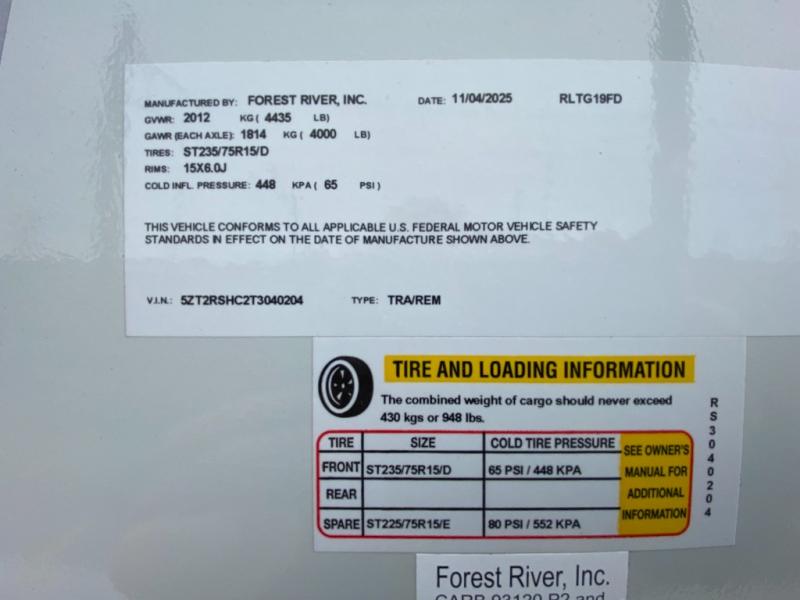 MANUFACTURED BY: FOREST RIVER, INC. DATE: 11/04/2025 RLTG19FD
GVWR: 2012 KG ( 4435 LB)
GAWR (EACH AXLE): 1814 KG ( 4000 LB)
TIRES: ST235/75R15/D
RIMS: 15X6.0J
COLD INFL. PRESSURE: 448 KPA ( 65 PSI )
THIS VEHICLE CONFORMS TO ALL APPLICABLE U.S. FEDERAL MOTOR VEHICLE SAFETY
STANDARDS IN EFFECT ON THE DATE OF MANUFACTURE SHOWN ABOVE.
V.I.N.: 5ZT2RSHC2T3040204 TYPE: TRA/REM
TIRE AND LOADING INFORMATION
The combined weight of cargo should never exceed
430 kgs or 948 lbs.
TIRE SIZE COLD TIRE PRESSURE
FRONT ST235/75R15/D 65 PSI / 448 KPA
REAR
SPARE ST225/75R15/E 80 PSI / 552 KPA
SEE OWNER'S
MANUAL FOR
ADDITIONAL
INFORMATION
RS3040204
Forest River, Inc.
CARB 93120 P2 and